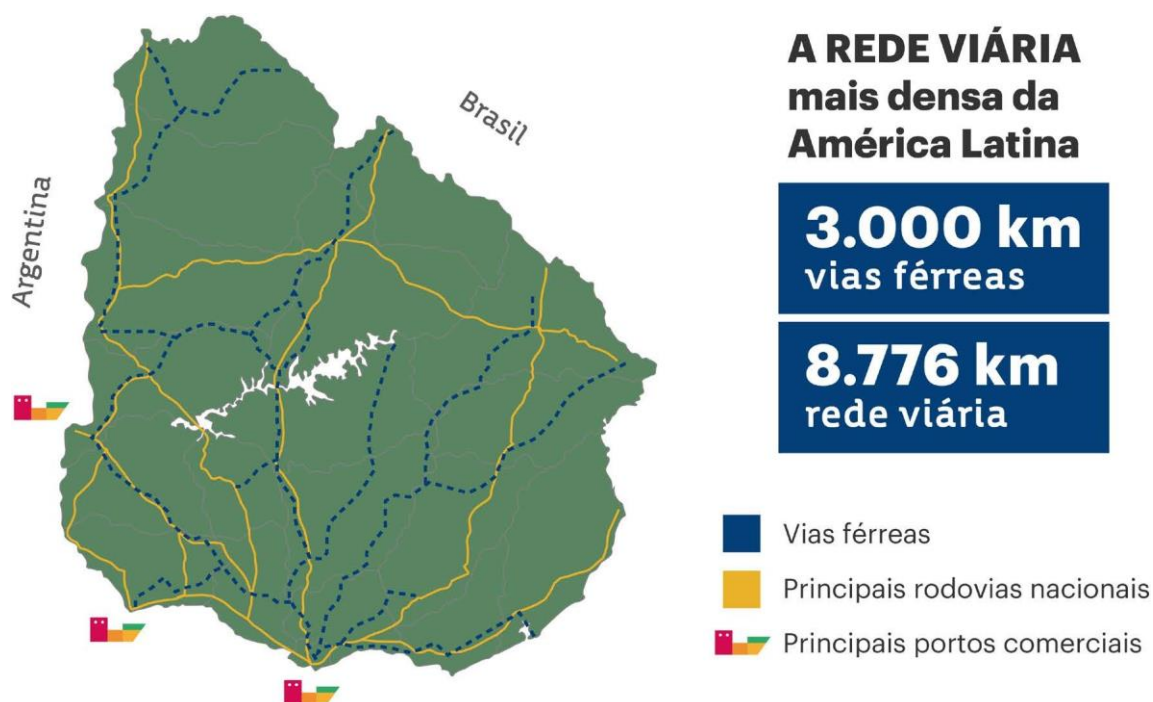 Argentina
Brasil
A REDE VIÁRIA
mais densa da
América Latina
3.000 km
vias férreas
8.776 km
rede viária
Vias férreas
Principais rodovias nacionais
Principais portos comerciais